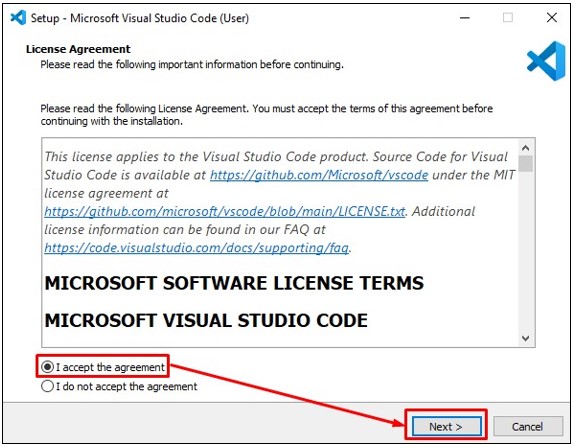 Setup - Microsoft Visual Studio Code (User)
License Agreement
Please read the following important information before continuing.
Please read the following License Agreement. You must accept the terms of this agreement before
continuing with the installation.
This license applies to the Visual Studio Code product. Source Code for Visual
Studio Code is available at https://github.com/Microsoft/vscode under the MIT
license agreement at
https://github.com/microsoft/vscode/blob/main/LICENSE.txt. Additional
license information can be found in our FAQ at
https://code.visualstudio.com/docs/supporting/faq.
MICROSOFT SOFTWARE LICENSE TERMS
MICROSOFT VISUAL STUDIO CODE
I accept the agreement
I do not accept the agreement
Next >
Cancel